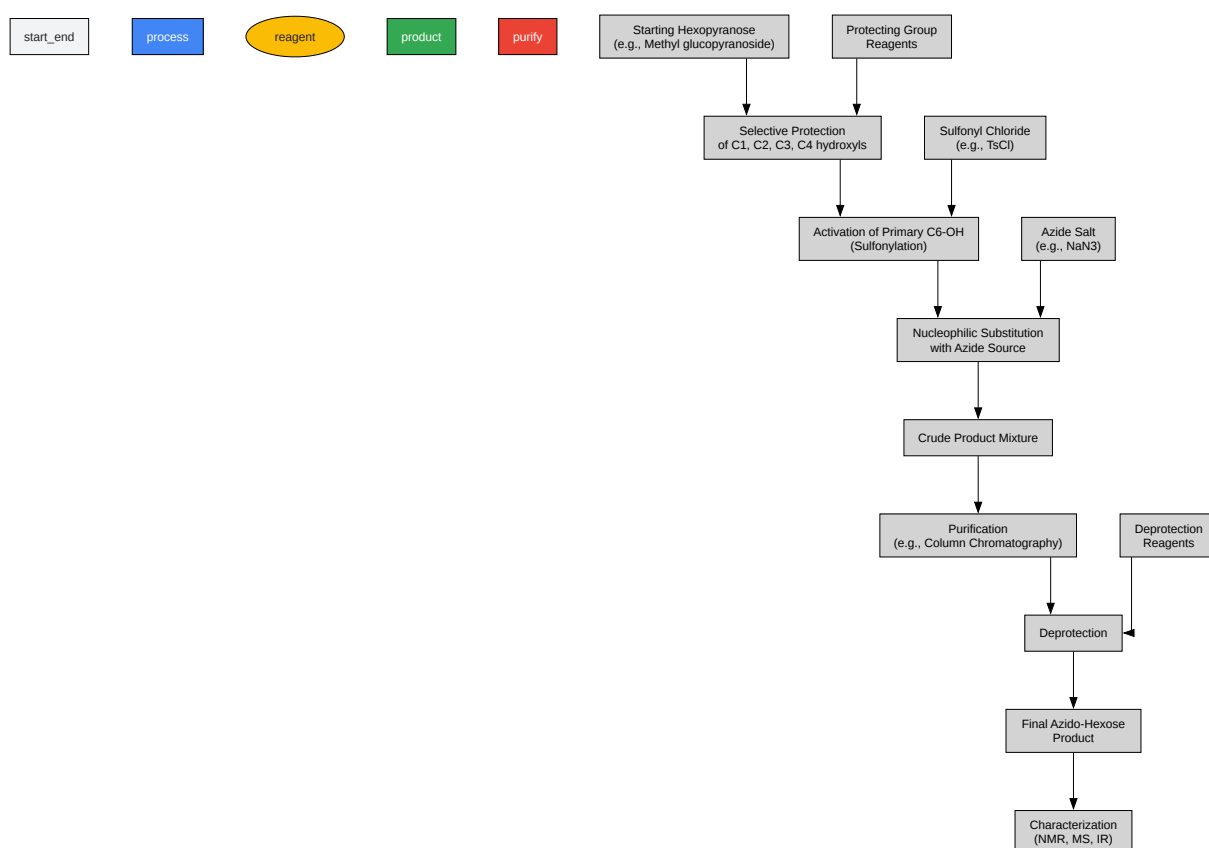 start_end
process
reagent
product
purify
Starting Hexopyranose
(e.g., Methyl glucopyranoside)
Protecting Group
Reagents
Selective Protection
of C1, C2, C3, C4 hydroxyls
Sulfonyl Chloride
(e.g., TsCl)
Activation of Primary C6-OH
(Sulfonylation)
Azide Salt
(e.g., NaN3)
Nucleophilic Substitution
with Azide Source
Crude Product Mixture
Purification
(e.g., Column Chromatography)
Deprotection
Reagents
Deprotection
Final Azido-Hexose
Product
Characterization
(NMR, MS, IR)